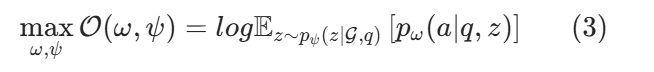 max_{ω,ψ} 𝒪(ω, ψ) = log𝔼_{z∼p_ψ(z|𝒢,q)} [p_ω(a|q, z)] (3)